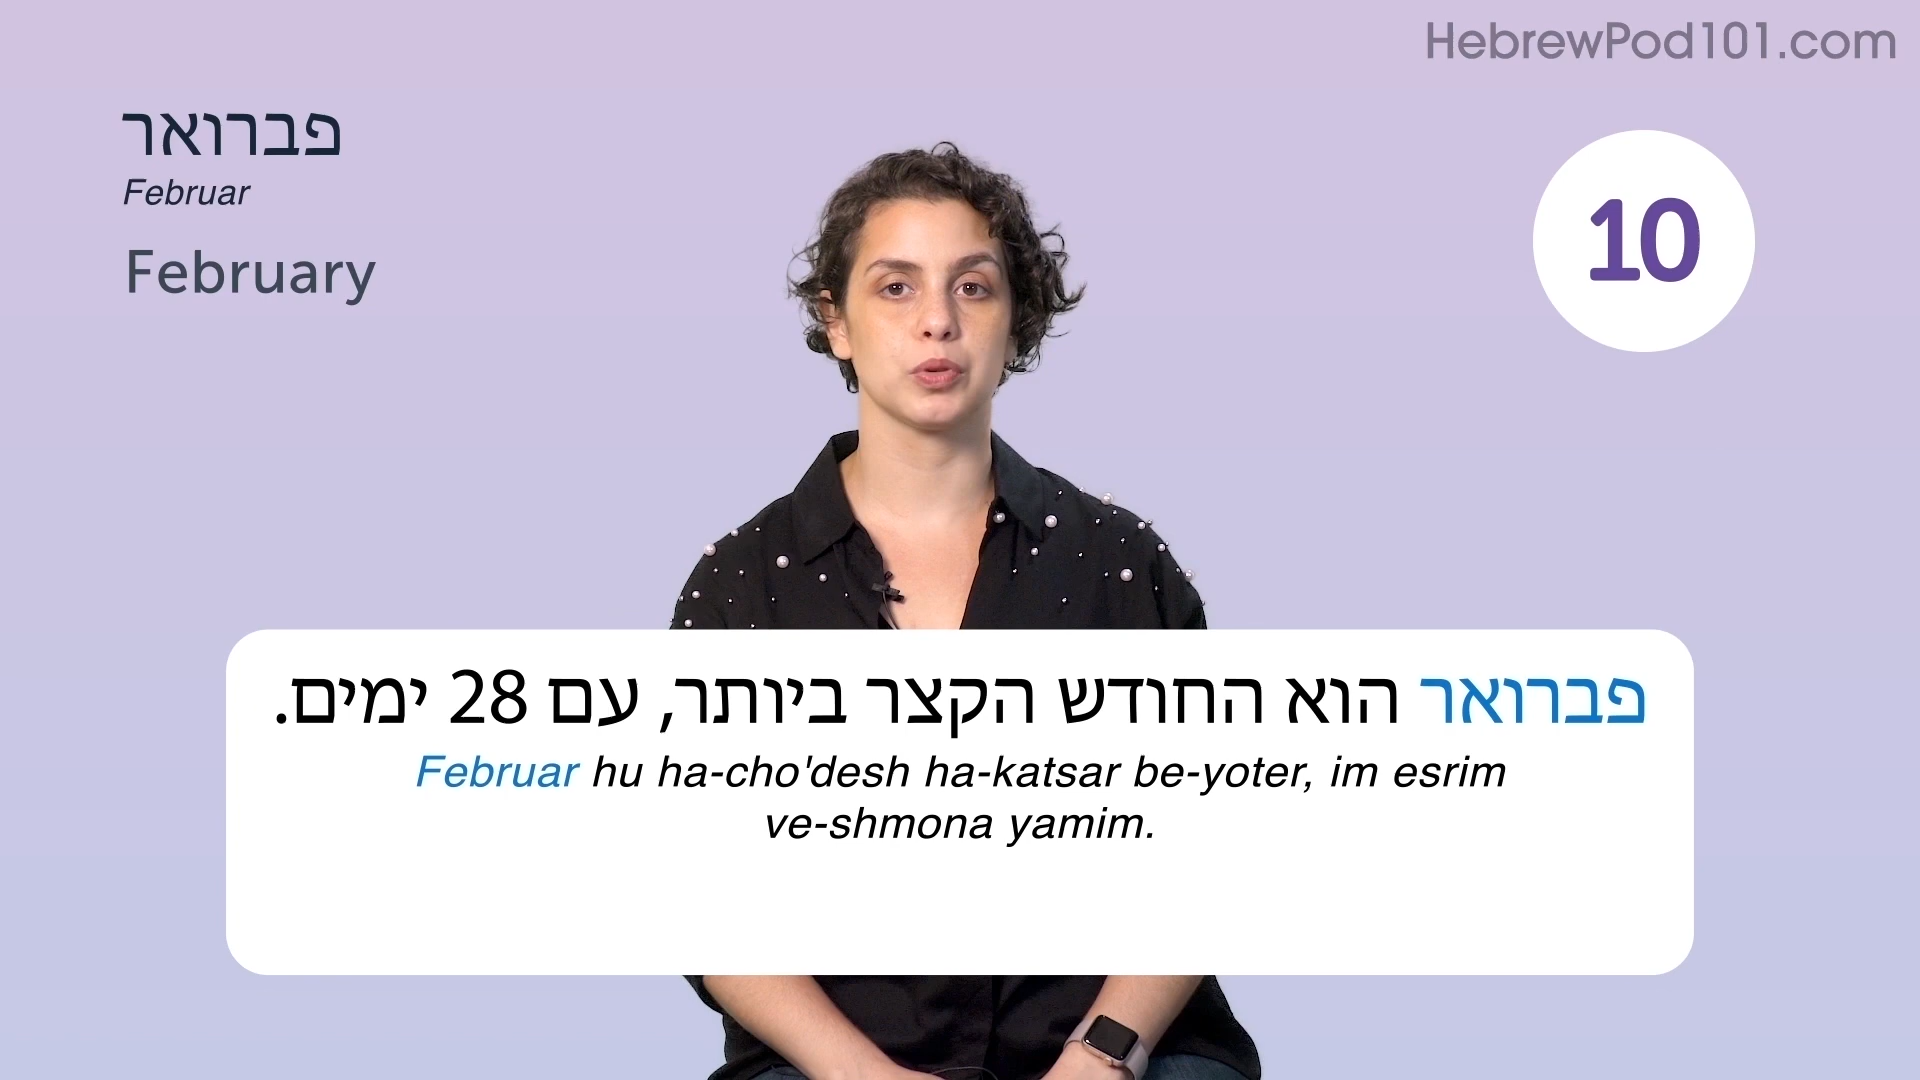 HebrewPod101.com
פברואר
Februar
February
10
פברואר הוא החודש הקצר ביותר, עם 28 ימים.
Februar hu ha-cho'desh ha-katsar be-yoter, im esrim
ve-shmona yamim.